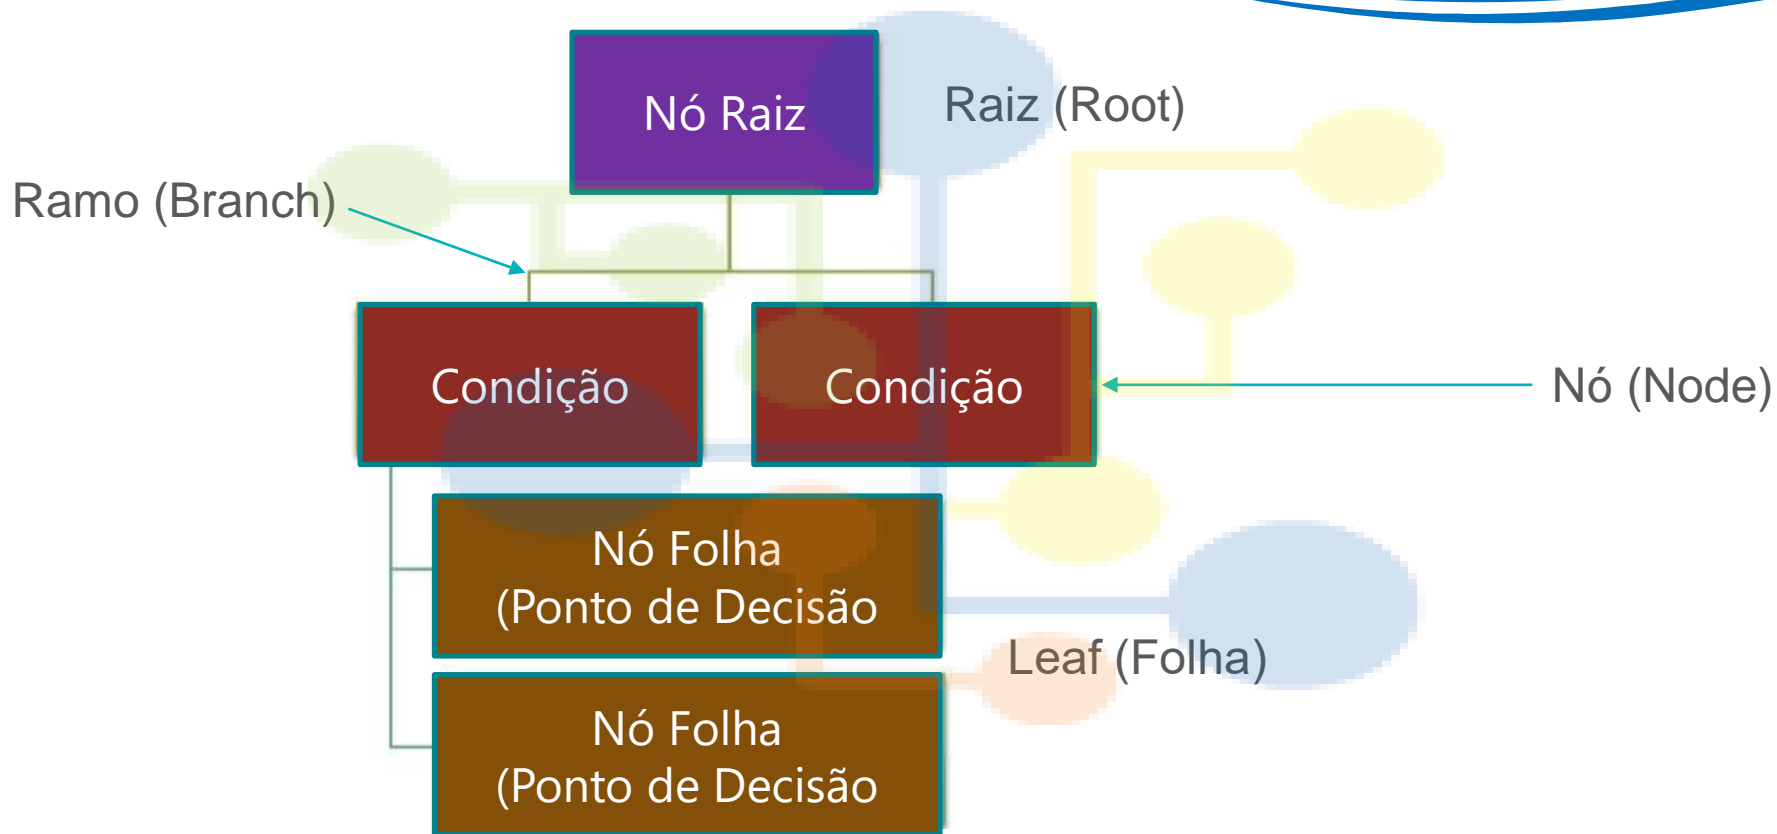 Nó Raiz
Raiz (Root)
Ramo (Branch)
Condição
Condição
Nó (Node)
Nó Folha
(Ponto de Decisão
Leaf (Folha)
Nó Folha
(Ponto de Decisão